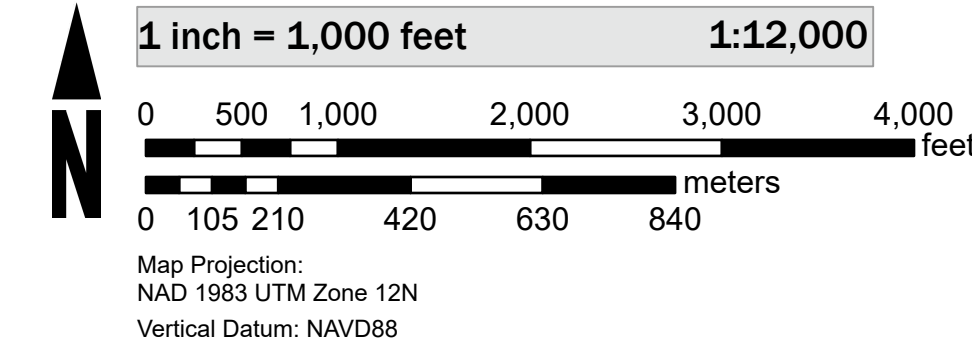 N
1 inch = 1,000 feet 1:12,000
0 500 1,000 2,000 3,000 4,000
feet
meters
0 105 210 420 630 840
Map Projection:
NAD 1983 UTM Zone 12N
Vertical Datum: NAVD88